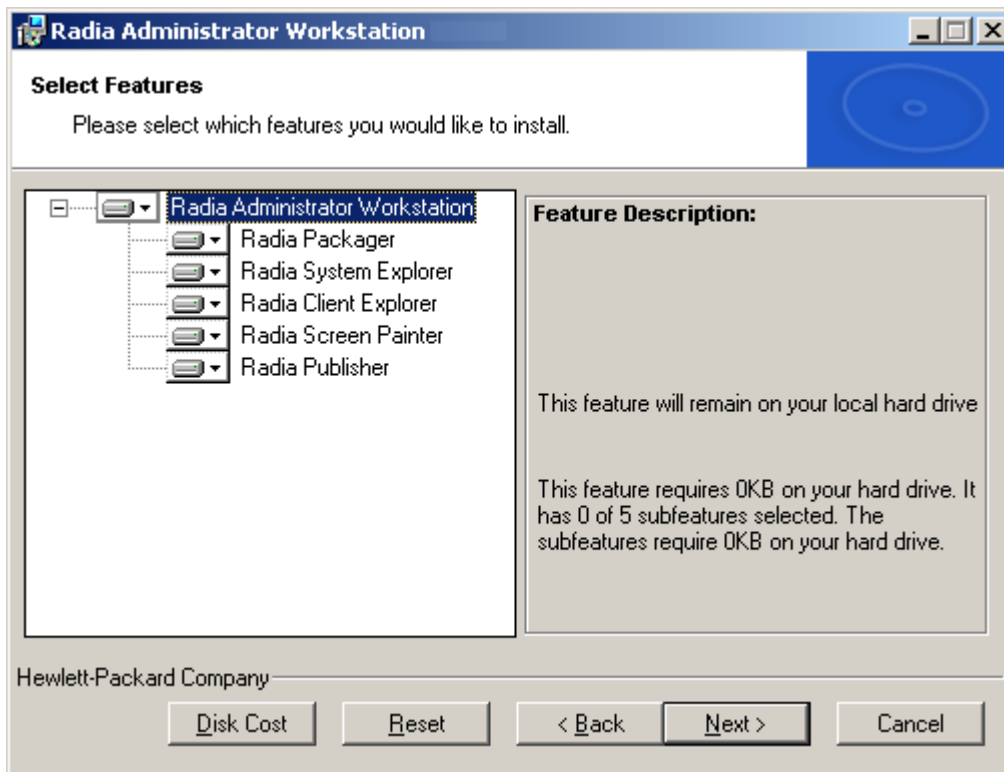 Radia Administrator Workstation
Select Features
Please select which features you would like to install.
Radia Administrator Workstation
Radia Packager
Radia System Explorer
Radia Client Explorer
Radia Screen Painter
Radia Publisher
Feature Description:
This feature will remain on your local hard drive
This feature requires 0KB on your hard drive. It
has 0 of 5 subfeatures selected. The
subfeatures require 0KB on your hard drive.
Hewlett-Packard Company
Disk Cost
Reset
< Back
Next >
Cancel